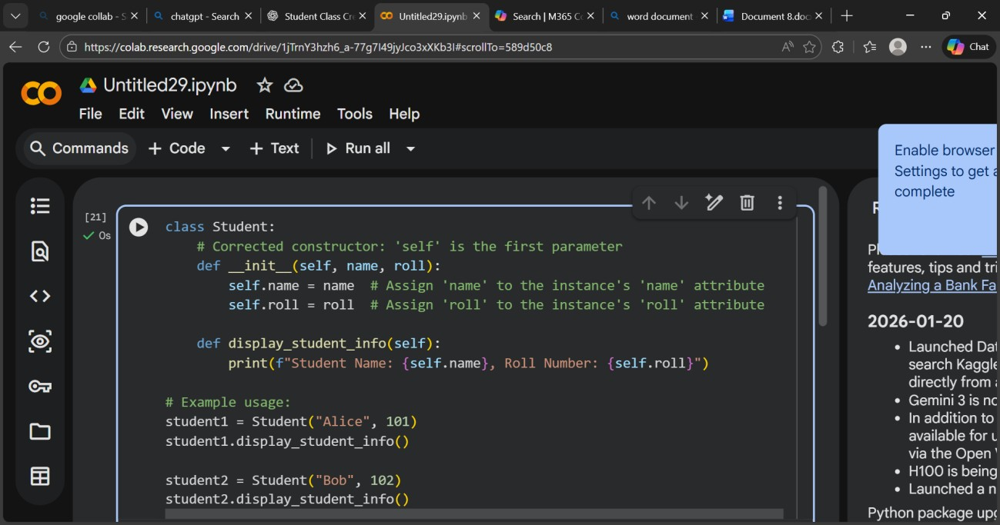 google collab - S
chatgpt - Search
Student Class Cre
Untitled29.ipynb
Search | M365 C
word document
Document 8.doc
https://colab.research.google.com/drive/1jTrnY3hzh6_a-77g7l49jyJco3xXKb3I#scrollTo=589d50c8
Chat
Untitled29.ipynb
File Edit View Insert Runtime Tools Help
Commands + Code + Text Run all
Enable browser
Settings to get a
complete
[21]
0s
class Student:
    # Corrected constructor: 'self' is the first parameter
    def __init__(self, name, roll):
        self.name = name  # Assign 'name' to the instance's 'name' attribute
        self.roll = roll  # Assign 'roll' to the instance's 'roll' attribute
    def display_student_info(self):
        print(f"Student Name: {self.name}, Roll Number: {self.roll}")
# Example usage:
student1 = Student("Alice", 101)
student1.display_student_info()
student2 = Student("Bob", 102)
student2.display_student_info()
features, tips and tri
Analyzing a Bank Fa
2026-01-20
• Launched Dat
search Kaggle
directly from
• Gemini 3 is no
• In addition to
available for u
via the Open
• H100 is being
• Launched a n
Python package upg